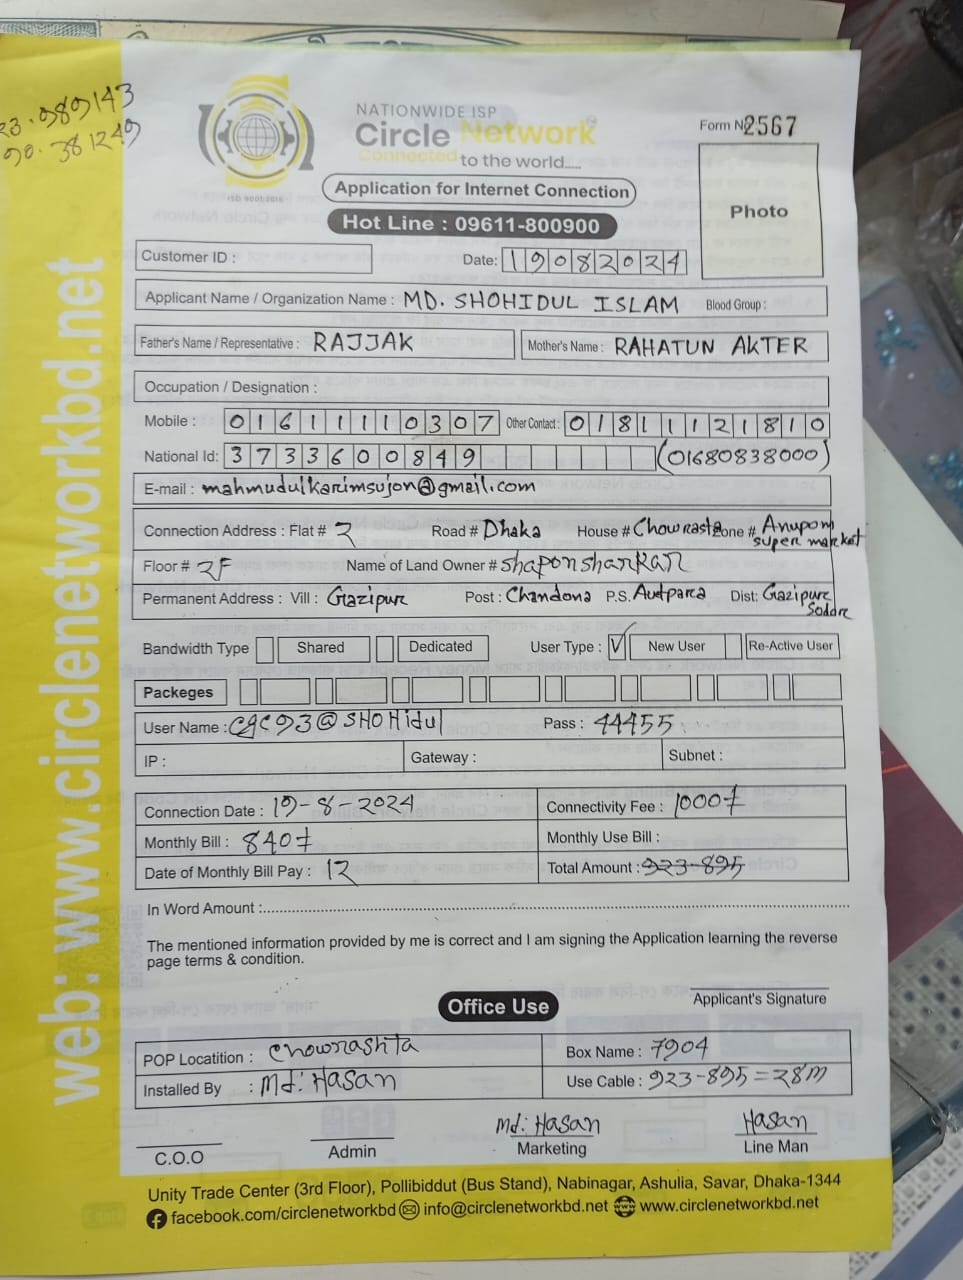 NATIONWIDE ISP
Circle Network
Connected to the world.....
ISO 9001:2015
Form No 2567
Application for Internet Connection
Hot Line : 09611-800900
Photo
Customer ID :
Date: 19082024
Applicant Name / Organization Name : MD. SHOHIDUL ISLAM Blood Group :
Father's Name / Representative : RAJJAK Mother's Name : RAHATUN AKTER
Occupation / Designation :
Mobile : 01611110307 Other Contact : 01811121810
National Id: 3733600849 (01680838000)
E-mail : mahmudulkarimsujon@gmail.com
Connection Address : Flat # 2 Road # Dhaka House # Chowrasta Zone # Anupom super market
Floor # 2F Name of Land Owner # Shapon Sharkar
Permanent Address : Vill : Gazipur Post : Chandona P.S. Dist: Gazipur Sodor
Bandwidth Type Shared Dedicated User Type : ✓ New User Re-Active User
Packeges
User Name : @SHOHidul Pass : 44455
IP : Gateway : Subnet :
Connection Date : 19-8-2024 Connectivity Fee : 1000/
Monthly Bill : 840/ Monthly Use Bill :
Date of Monthly Bill Pay : 12 Total Amount : 923-895
In Word Amount :
The mentioned information provided by me is correct and I am signing the Application learning the reverse
page terms & condition.
Applicant's Signature
Office Use
POP Locatition : Chowrashta Box Name : 7904
Installed By : Md: Hasan Use Cable : 923-895=28m
Md: Hasan Hasan
C.O.O Admin Marketing Line Man
Unity Trade Center (3rd Floor), Pollibiddut (Bus Stand), Nabinagar, Ashulia, Savar, Dhaka-1344
facebook.com/circlenetworkbd info@circlenetworkbd.net www.circlenetworkbd.net
web: www.circlenetworkbd.net